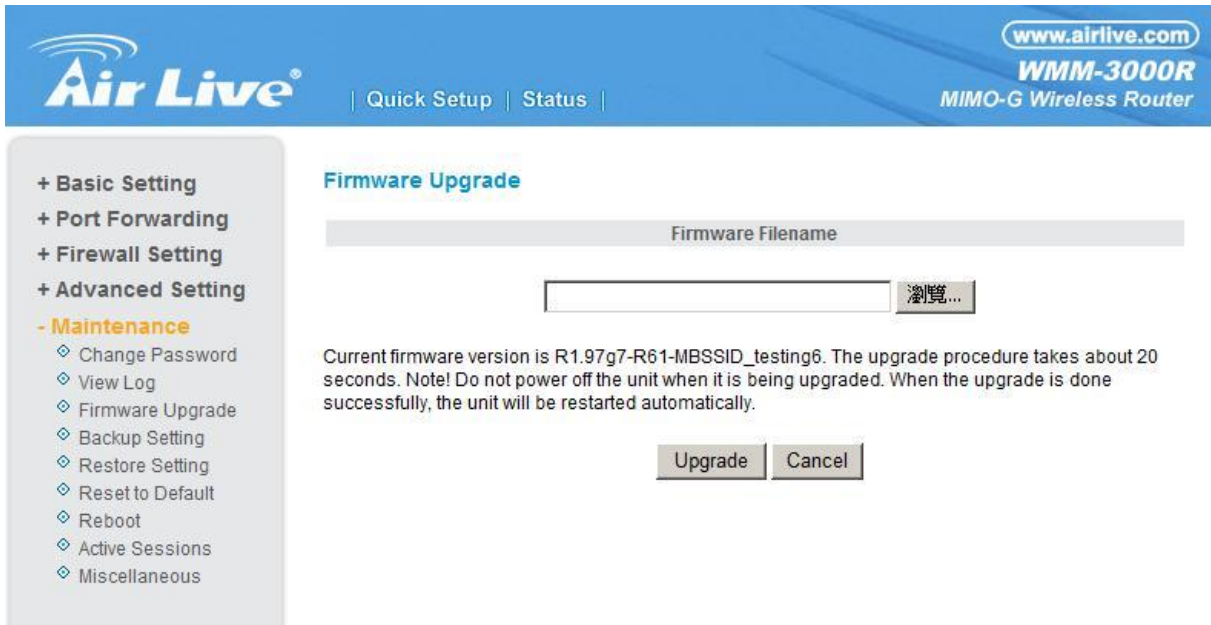 www.airlive.com
Air Live®
WMM-3000R
| Quick Setup | Status |
MIMO-G Wireless Router
+ Basic Setting
+ Port Forwarding
+ Firewall Setting
+ Advanced Setting
- Maintenance
Change Password
View Log
Firmware Upgrade
Backup Setting
Restore Setting
Reset to Default
Reboot
Active Sessions
Miscellaneous
Firmware Upgrade
Firmware Filename
瀏覽...
Current firmware version is R1.97g7-R61-MBSSID_testing6. The upgrade procedure takes about 20
seconds. Note! Do not power off the unit when it is being upgraded. When the upgrade is done
successfully, the unit will be restarted automatically.
Upgrade Cancel